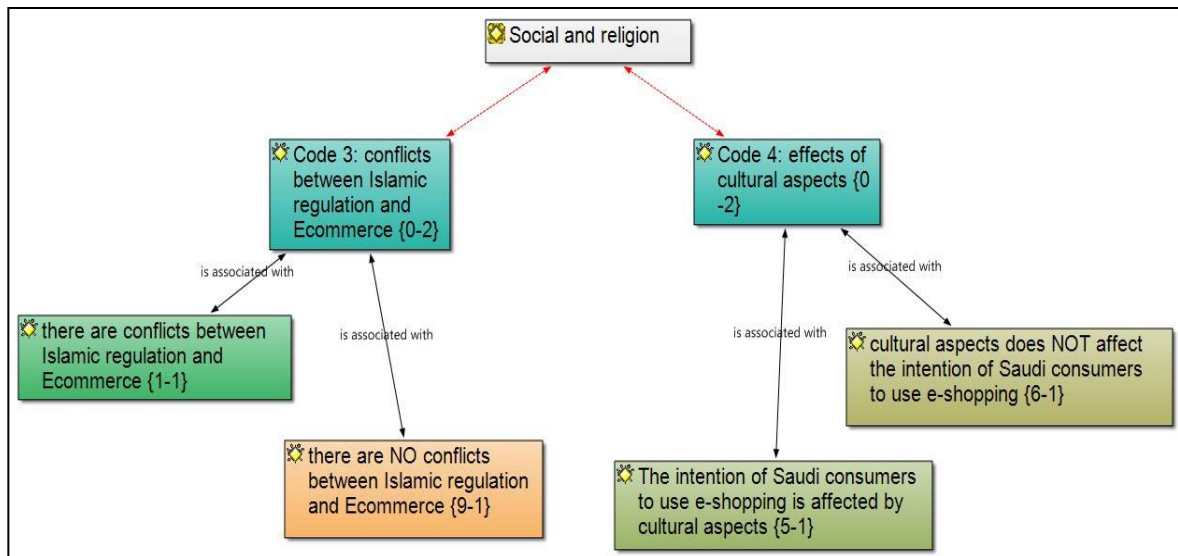 Social and religion
Code 3: conflicts
between Islamic
regulation and
Ecommerce {0-2}
Code 4: effects of
cultural aspects {0
-2}
is associated with
is associated with
is associated with
is associated with
there are conflicts between
Islamic regulation and
Ecommerce {1-1}
cultural aspects does NOT affect
the intention of Saudi consumers
to use e-shopping {6-1}
there are NO conflicts
between Islamic regulation
and Ecommerce {9-1}
The intention of Saudi consumers
to use e-shopping is affected by
cultural aspects {5-1}